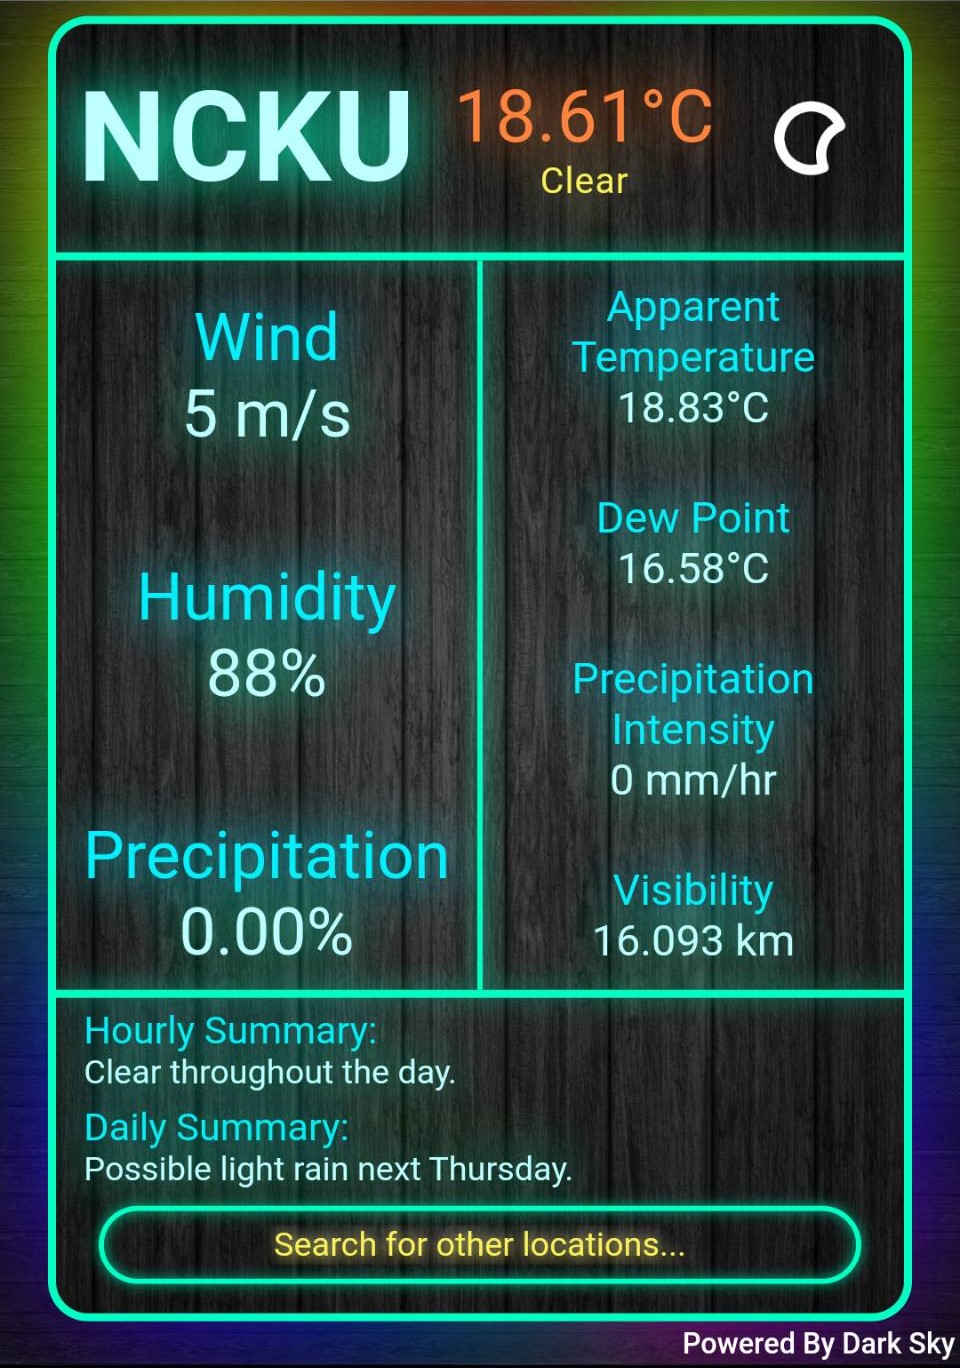 NCKU
18.61°C
Clear
Wind
5 m/s
Humidity
88%
Precipitation
0.00%
Apparent
Temperature
18.83°C
Dew Point
16.58°C
Precipitation
Intensity
0 mm/hr
Visibility
16.093 km
Hourly Summary:
Clear throughout the day.
Daily Summary:
Possible light rain next Thursday.
Search for other locations...
Powered By Dark Sky